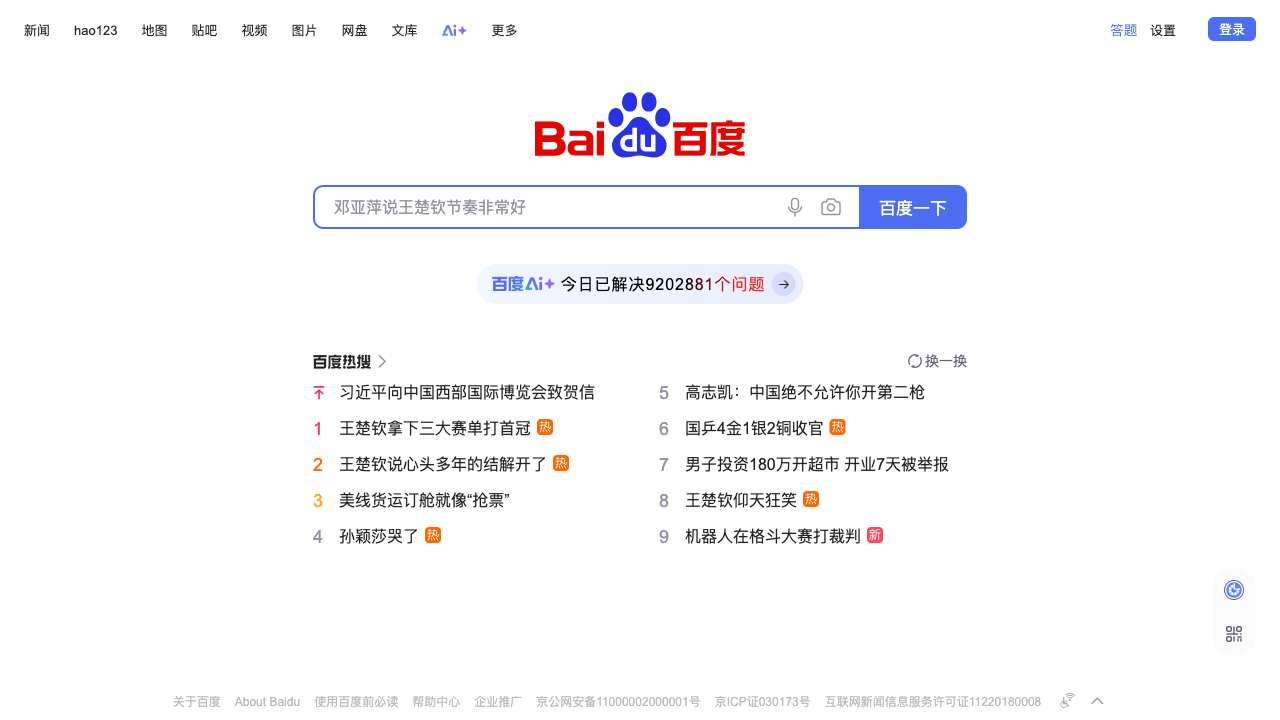 新闻 hao123 地图 贴吧 视频 图片 网盘 文库 Ai+ 更多 答题 设置 登录
Bai du 百度
邓亚萍说王楚钦节奏非常好 百度一下
百度Ai+ 今日已解决9202881个问题
百度热搜 换一换
习近平向中国西部国际博览会致贺信
1 王楚钦拿下三大赛单打首冠 热
2 王楚钦说心头多年的结解开了 热
3 美线货运订舱就像“抢票”
4 孙颖莎哭了 热
5 高志凯：中国绝不允许你开第二枪
6 国乒4金1银2铜收官 热
7 男子投资180万开超市 开业7天被举报
8 王楚钦仰天狂笑 热
9 机器人在格斗大赛打裁判 新
关于百度 About Baidu 使用百度前必读 帮助中心 企业推广 京公网安备11000002000001号 京ICP证030173号 互联网新闻信息服务许可证11220180008